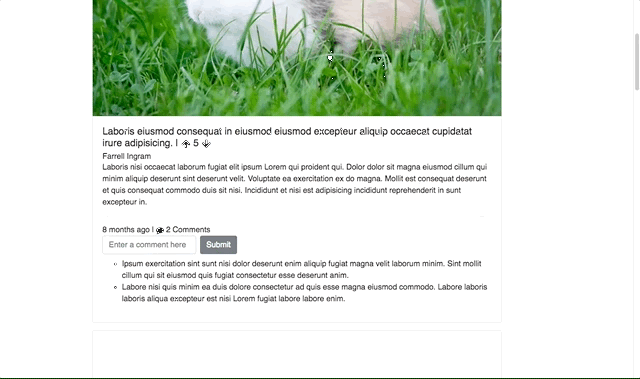 Laboris eiusmod consequat in eiusmod eiusmod excepteur aliquip occaecat cupidatat
irure adipisicing. | 5
Farrell Ingram
Laboris nisi occaecat laborum fugiat elit ipsum Lorem qui proident qui. Dolor dolor sit magna eiusmod cillum qui
minim aliquip deserunt sint deserunt velit. Voluptate ea exercitation ex do magna. Mollit est consequat deserunt
et quis consequat commodo duis sit nisi. Incididunt et nisi est adipisicing incididunt reprehenderit in sunt
excepteur in.
8 months ago | 2 Comments
Enter a comment here Submit
Ipsum exercitation sint sunt nisi dolor deserunt enim aliquip fugiat magna velit laborum minim. Sint mollit
cillum qui sit eiusmod quis fugiat consectetur esse deserunt anim.
Labore nisi quis minim ea duis dolore consectetur ad quis esse magna eiusmod commodo. Labore laboris
laboris aliqua excepteur est nisi Lorem fugiat labore labore enim.